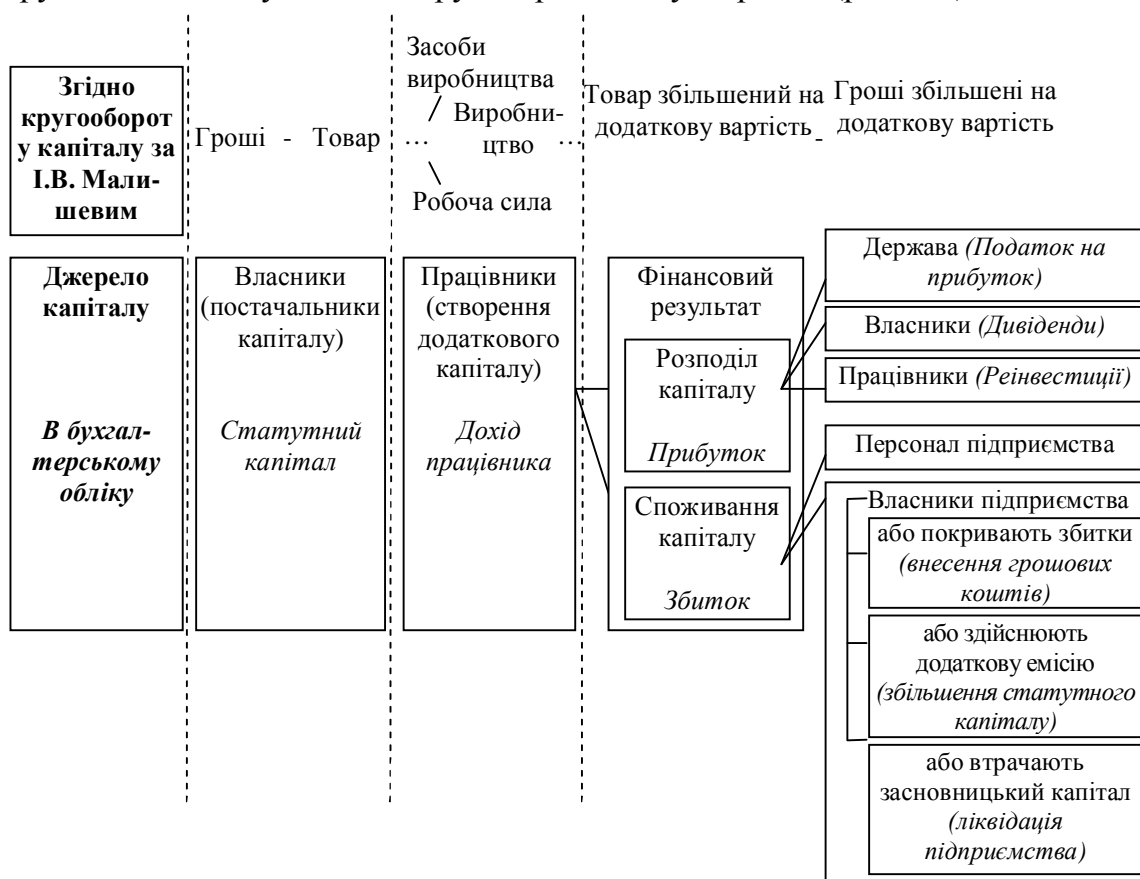 Згідно
кругооборот
у капіталу за
І.В. Мали-
шевим
Гроші - Товар
Засоби
виробництва
… Виробни-
цтво …
Робоча сила
Товар збільшений на
додаткову вартість -
Гроші збільшені на
додаткову вартість
Джерело
капіталу
В бухгал-
терському
обліку
Власники
(постачальники
капіталу)
Статутний
капітал
Працівники
(створення
додаткового
капіталу)
Дохід
працівника
Фінансовий
результат
Розподіл
капіталу
Прибуток
Споживання
капіталу
Збиток
Держава (Податок на
прибуток)
Власники (Дивіденди)
Працівники (Реінвестиції)
Персонал підприємства
Власники підприємства
або покривають збитки
(внесення грошових
коштів)
або здійснюють
додаткову емісію
(збільшення статутного
капіталу)
або втрачають
засновницький капітал
(ліквідація
підприємства)